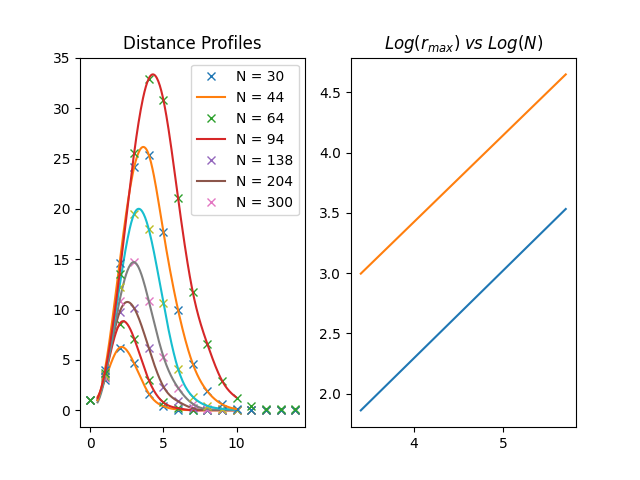 Distance Profiles
35
30
25
20
15
10
5
0
0
5
10
N = 30
N = 44
N = 64
N = 94
N = 138
N = 204
N = 300
Log(r_max) vs Log(N)
4.5
4.0
3.5
3.0
2.5
2.0
4
5